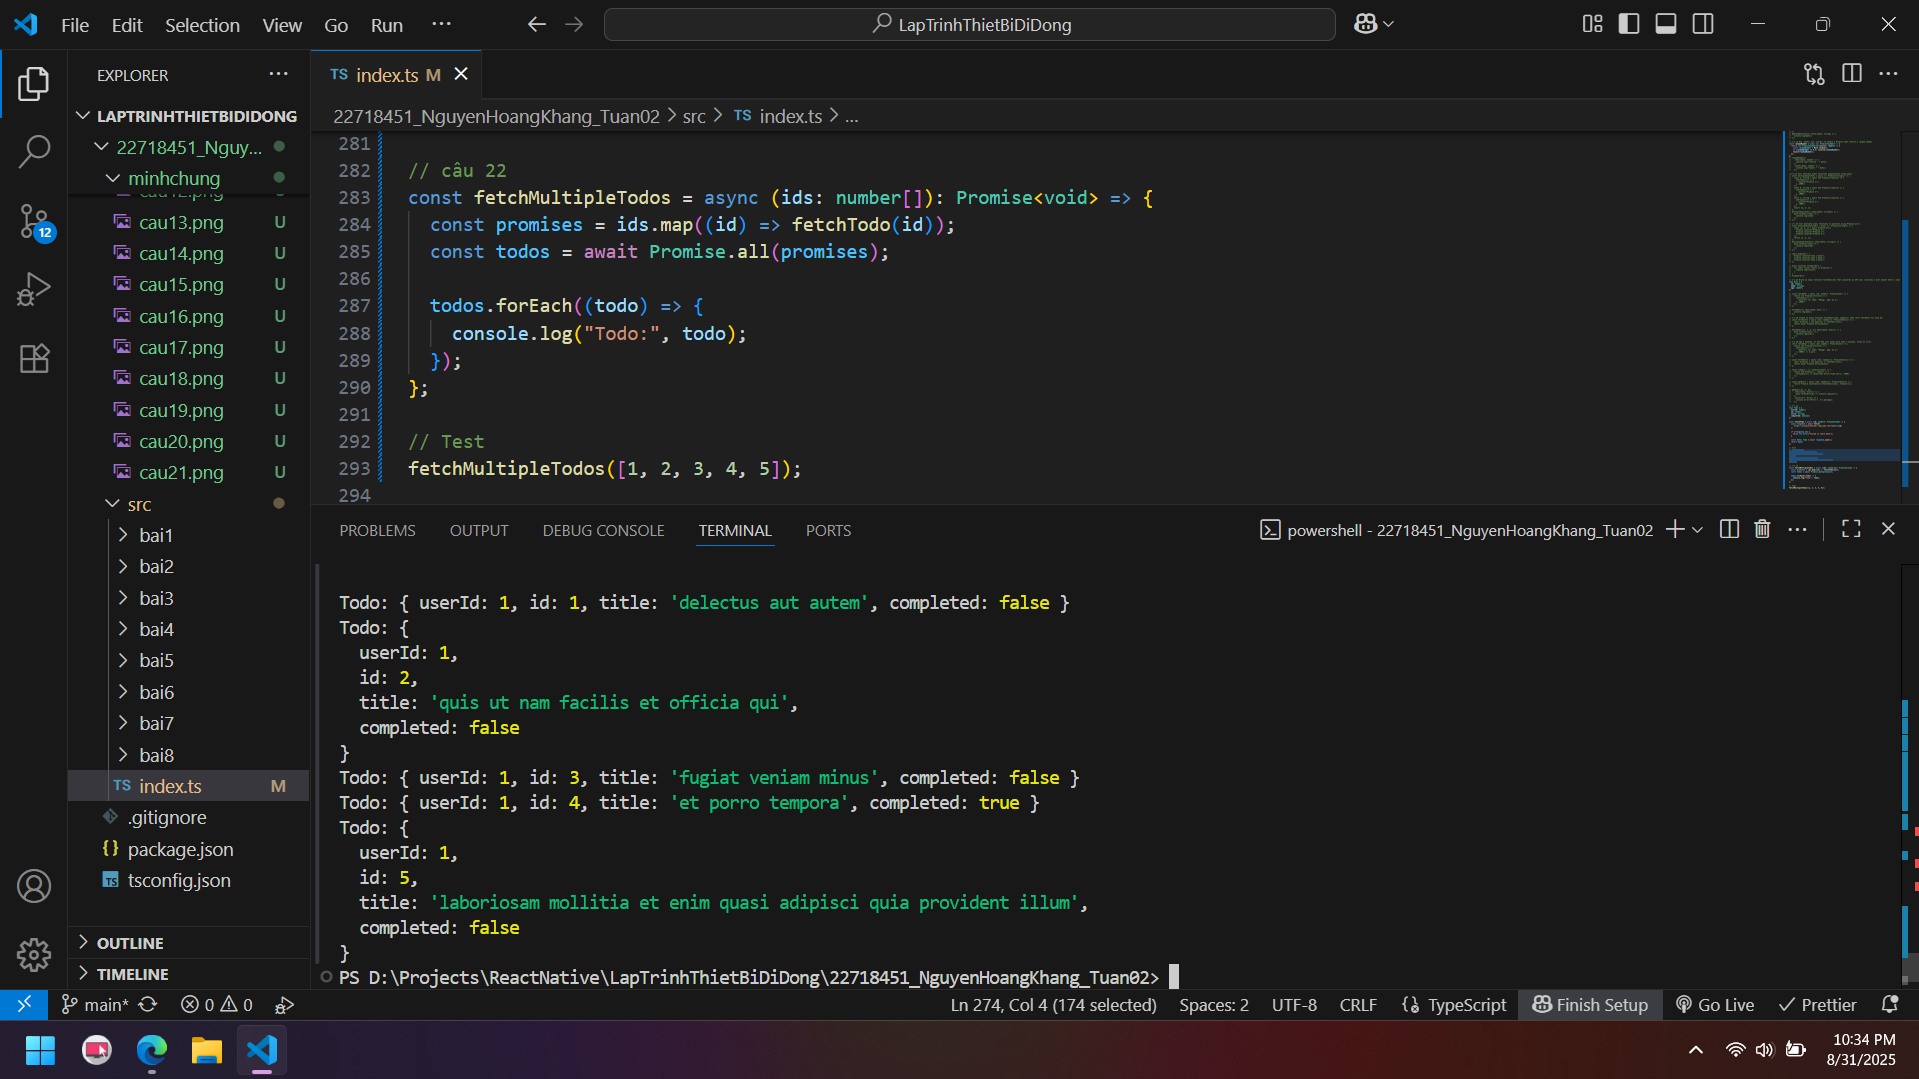 File Edit Selection View Go Run ···
LapTrinhThietBiDiDong
EXPLORER
LAPTRINHTHIETBIDIDONG
22718451_Nguy...
minhchung
cau13.png U
cau14.png U
cau15.png U
cau16.png U
cau17.png U
cau18.png U
cau19.png U
cau20.png U
cau21.png U
src
bai1
bai2
bai3
bai4
bai5
bai6
bai7
bai8
TS index.ts M
.gitignore
{} package.json
TS tsconfig.json
OUTLINE
TIMELINE
12
TS index.ts M
22718451_NguyenHoangKhang_Tuan02 > src > TS index.ts > ...
281
282 // câu 22
283 const fetchMultipleTodos = async (ids: number[]): Promise<void> => {
284 const promises = ids.map((id) => fetchTodo(id));
285 const todos = await Promise.all(promises);
286
287 todos.forEach((todo) => {
288 console.log("Todo:", todo);
289 });
290 };
291
292 // Test
293 fetchMultipleTodos([1, 2, 3, 4, 5]);
294
PROBLEMS OUTPUT DEBUG CONSOLE TERMINAL PORTS
powershell - 22718451_NguyenHoangKhang_Tuan02
Todo: { userId: 1, id: 1, title: 'delectus aut autem', completed: false }
Todo: {
userId: 1,
id: 2,
title: 'quis ut nam facilis et officia qui',
completed: false
}
Todo: { userId: 1, id: 3, title: 'fugiat veniam minus', completed: false }
Todo: { userId: 1, id: 4, title: 'et porro tempora', completed: true }
Todo: {
userId: 1,
id: 5,
title: 'laboriosam mollitia et enim quasi adipisci quia provident illum',
completed: false
}
PS D:\Projects\ReactNative\LapTrinhThietBiDiDong\22718451_NguyenHoangKhang_Tuan02>
main* 0 0
Ln 274, Col 4 (174 selected) Spaces: 2 UTF-8 CRLF {} TypeScript Finish Setup Go Live Prettier
10:34 PM
8/31/2025